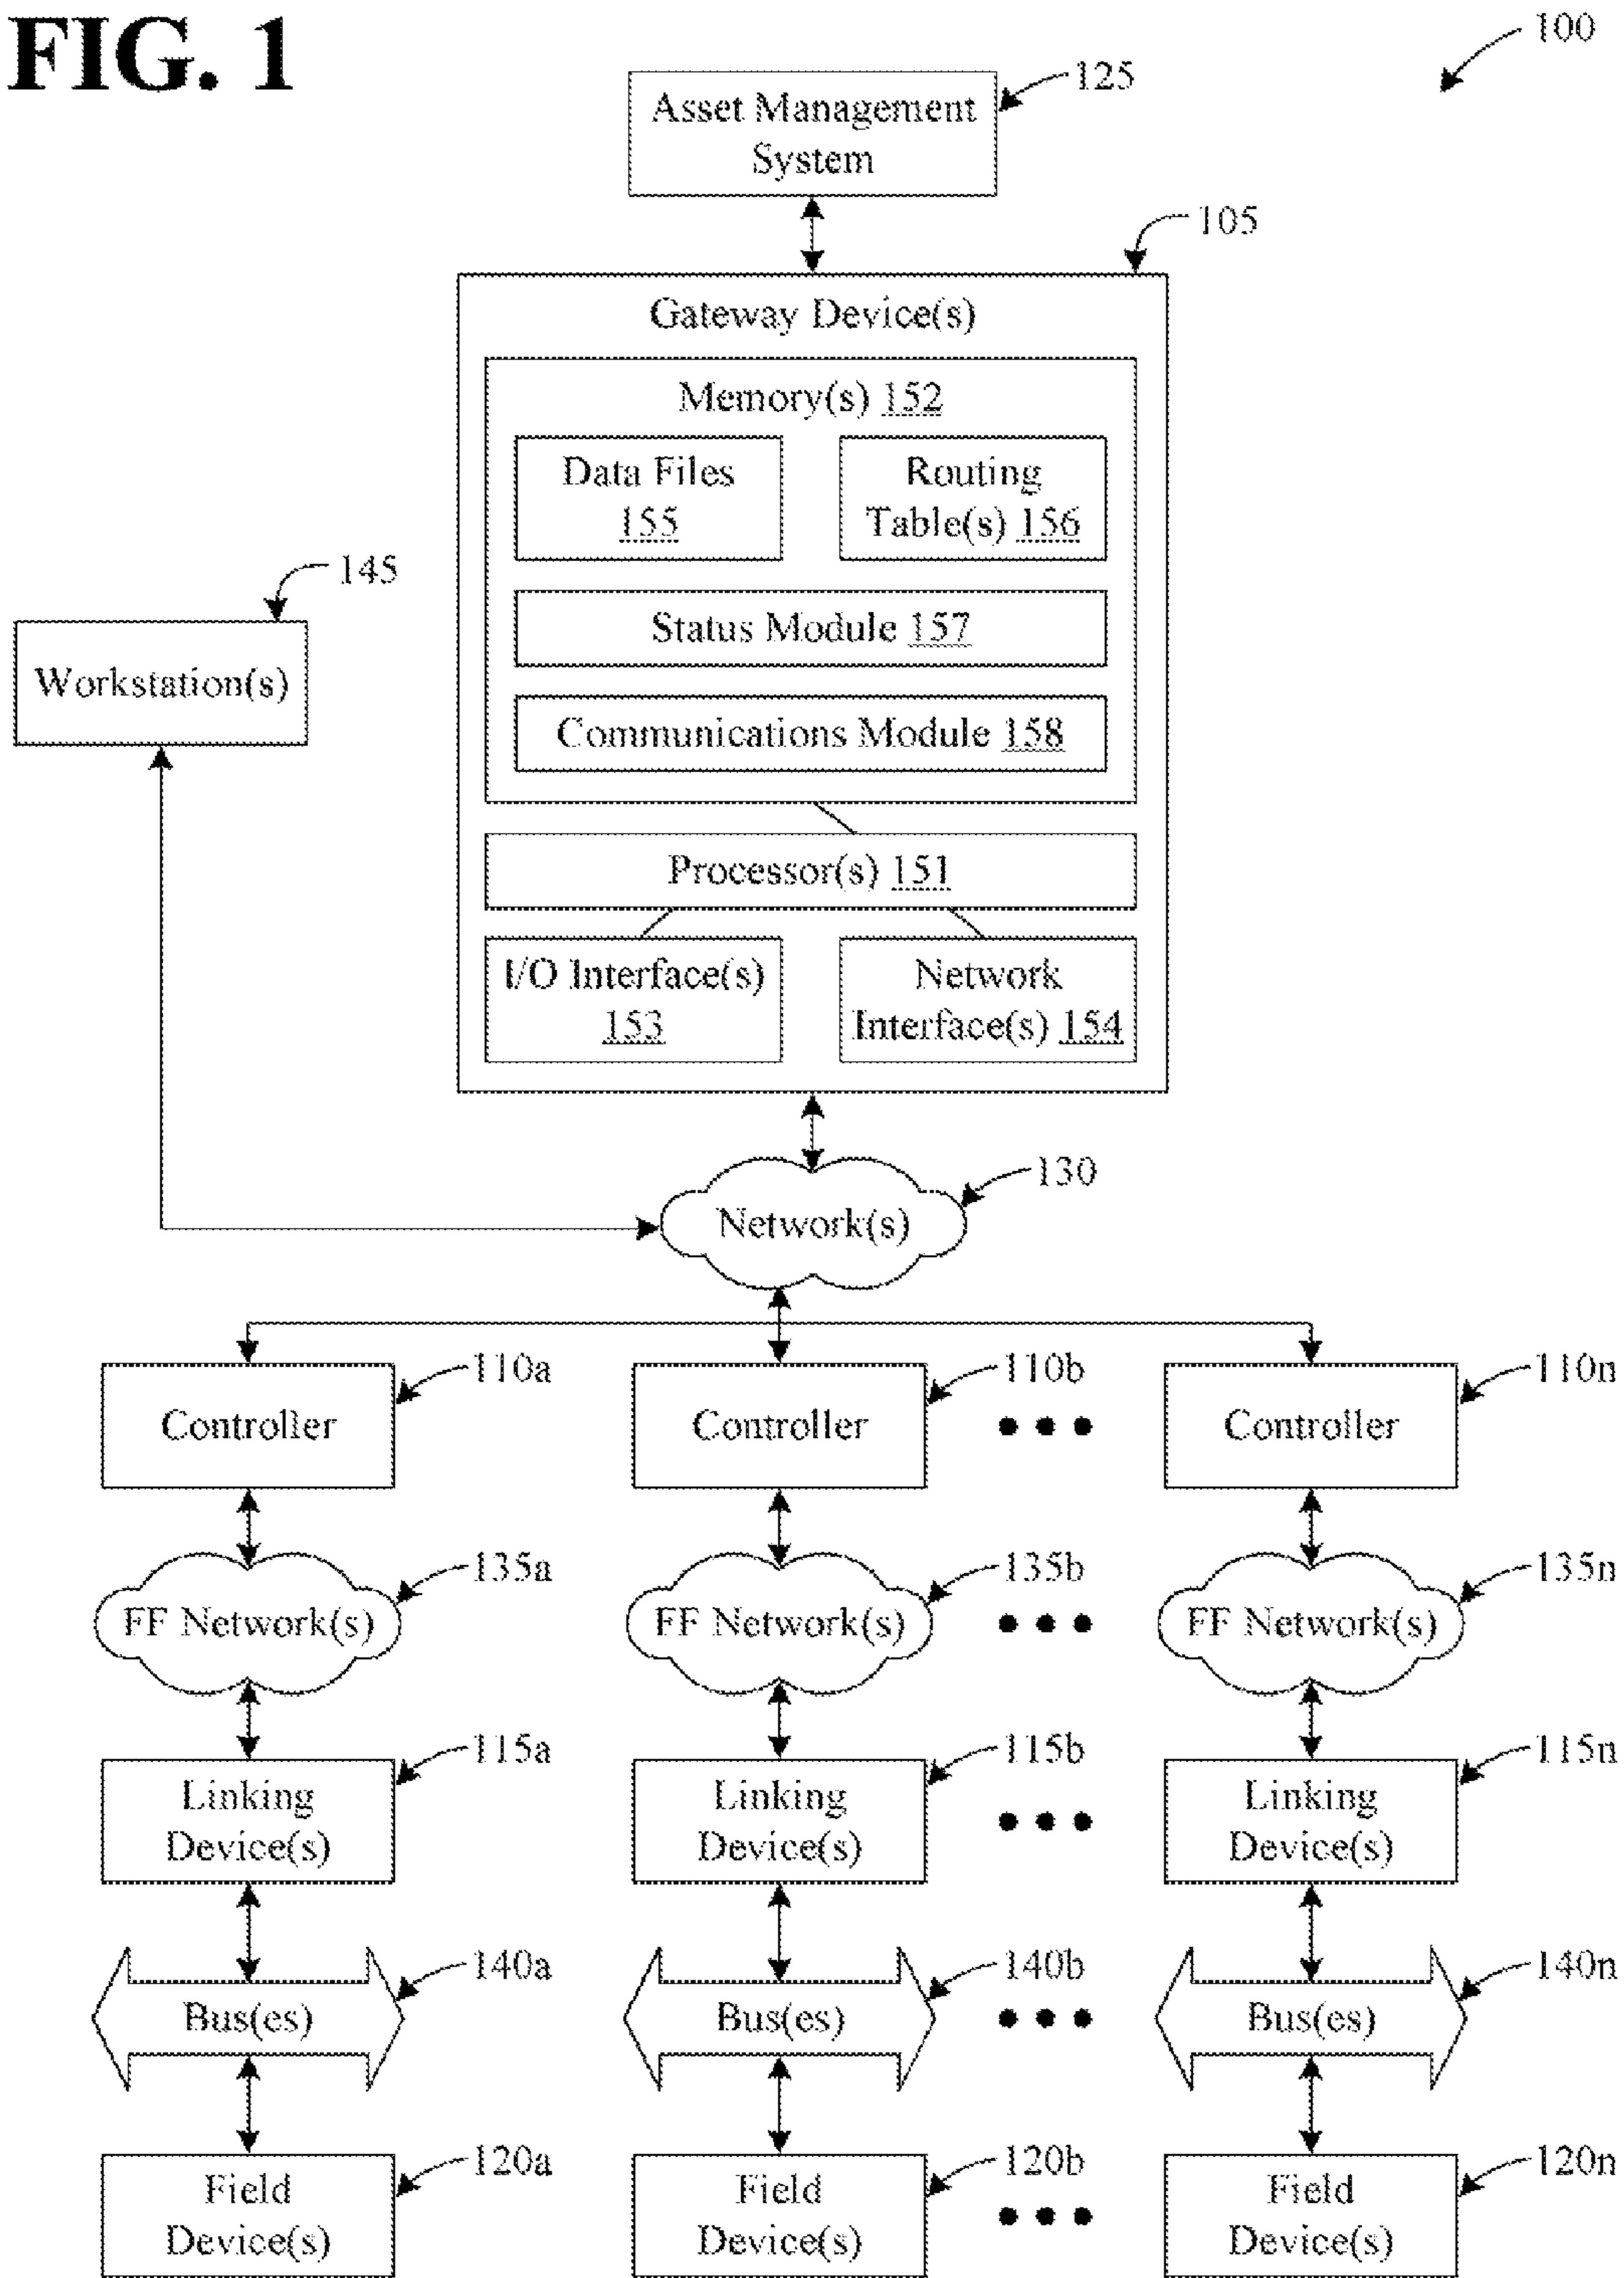 FIG. 1
100
125
Asset Management
System
105
Gateway Device(s)
Memory(s) 152
Data Files
155
Routing
Table(s) 156
Status Module 157
Communications Module 158
Processor(s) 151
I/O Interface(s)
153
Network
Interface(s) 154
145
Workstation(s)
130
Network(s)
110a
Controller
110b
Controller
110n
Controller
135a
FF Network(s)
135b
FF Network(s)
135n
FF Network(s)
115a
Linking
Device(s)
115b
Linking
Device(s)
115n
Linking
Device(s)
140a
Bus(es)
140b
Bus(es)
140n
Bus(es)
120a
Field
Device(s)
120b
Field
Device(s)
120n
Field
Device(s)